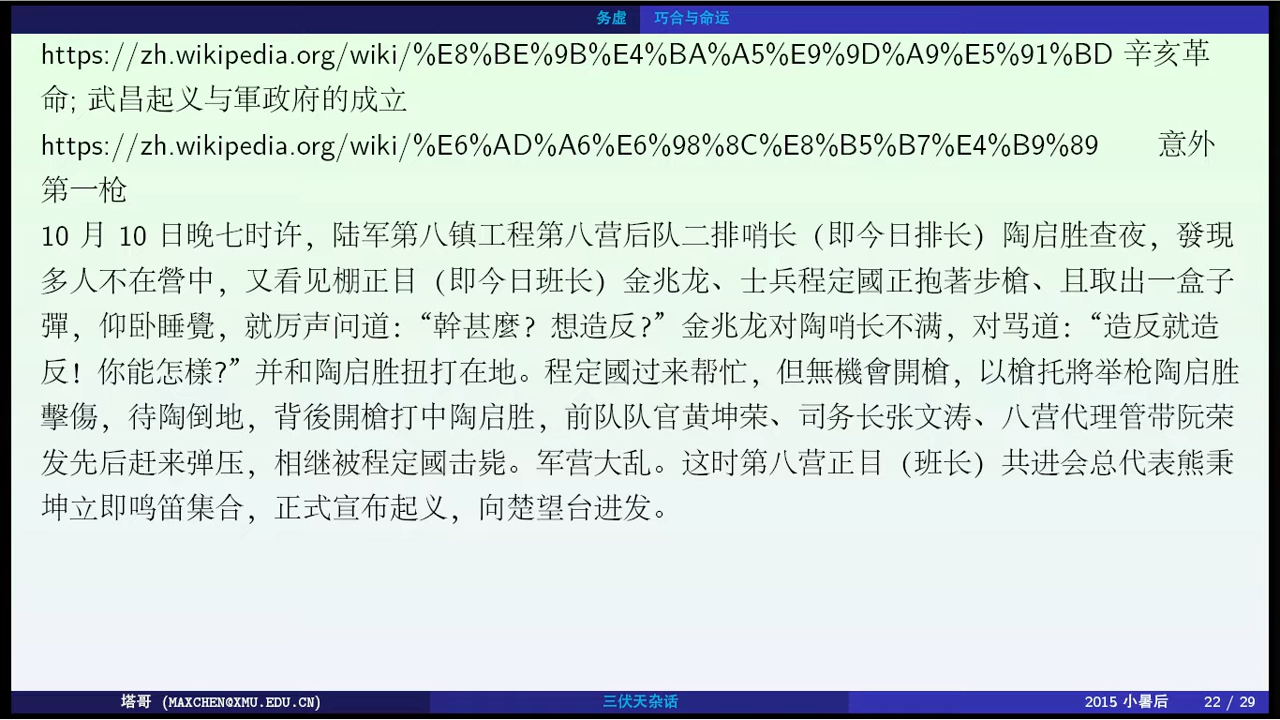 务虚 巧合与命运
https://zh.wikipedia.org/wiki/%E8%BE%9B%E4%BA%A5%E9%9D%A9%E5%91%BD 辛亥革
命; 武昌起义与軍政府的成立
https://zh.wikipedia.org/wiki/%E6%AD%A6%E6%98%8C%E8%B5%B7%E4%B9%89 意外
第一枪
10 月 10 日晚七时许，陆军第八镇工程第八营后队二排哨长（即今日排长）陶启胜查夜，發現
多人不在營中，又看见棚正目（即今日班长）金兆龙、士兵程定國正抱著步槍、且取出一盒子
彈，仰卧睡覺，就厉声问道：“幹甚麼？想造反？”金兆龙对陶哨长不满，对骂道：“造反就造
反！你能怎樣?”并和陶启胜扭打在地。程定國过来帮忙，但無機會開槍，以槍托將举枪陶启胜
擊傷，待陶倒地，背後開槍打中陶启胜，前队队官黄坤荣、司务长张文涛、八营代理管带阮荣
发先后赶来弹压，相继被程定國击毙。军营大乱。这时第八营正目（班长）共进会总代表熊秉
坤立即鸣笛集合，正式宣布起义，向楚望台进发。
塔哥 (MAXCHEN@XMU.EDU.CN) 三伏天杂话 2015 小暑后 22 / 29